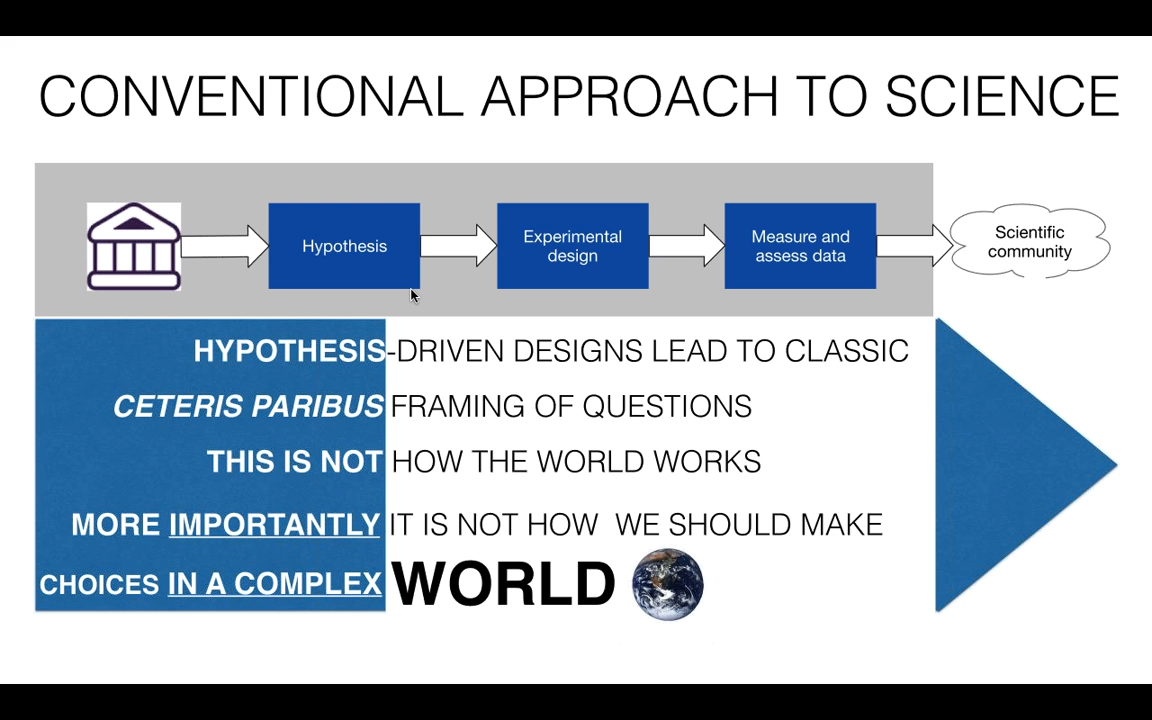 CONVENTIONAL APPROACH TO SCIENCE
Hypothesis
Experimental
design
Measure and
assess data
Scientific
community
HYPOTHESIS-DRIVEN DESIGNS LEAD TO CLASSIC
CETERIS PARIBUS FRAMING OF QUESTIONS
THIS IS NOT HOW THE WORLD WORKS
MORE IMPORTANTLY IT IS NOT HOW WE SHOULD MAKE
CHOICES IN A COMPLEX WORLD